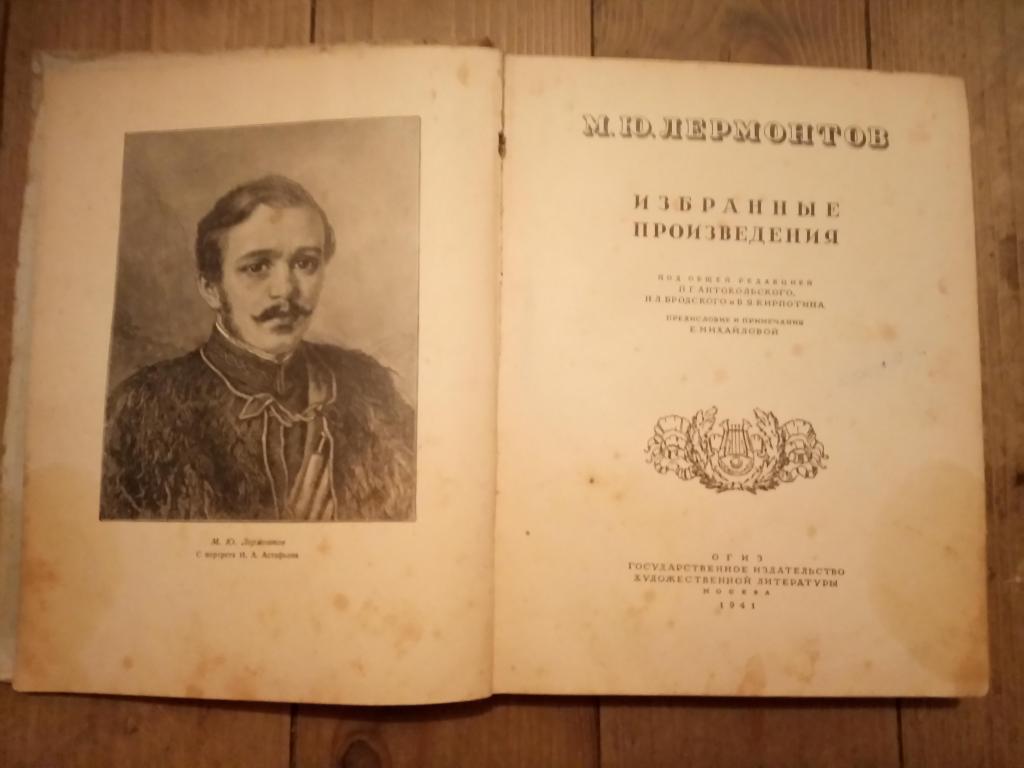 М. Ю. Лермонтов
С портрета И. А. Астафьева
М.Ю.ЛЕРМОНТОВ
ИЗБРАННЫЕ
ПРОИЗВЕДЕНИЯ
ПОД ОБЩЕЙ РЕДАКЦИЕЙ
П.Г.АНТОКОЛЬСКОГО,
Н.Л.БРОДСКОГО и В.Я.КИРПОТИНА
ПРЕДИСЛОВИЕ И ПРИМЕЧАНИЯ
Е.МИХАЙЛОВОЙ
ОГИЗ
ГОСУДАРСТВЕННОЕ ИЗДАТЕЛЬСТВО
ХУДОЖЕСТВЕННОЙ ЛИТЕРАТУРЫ
МОСКВА
1941